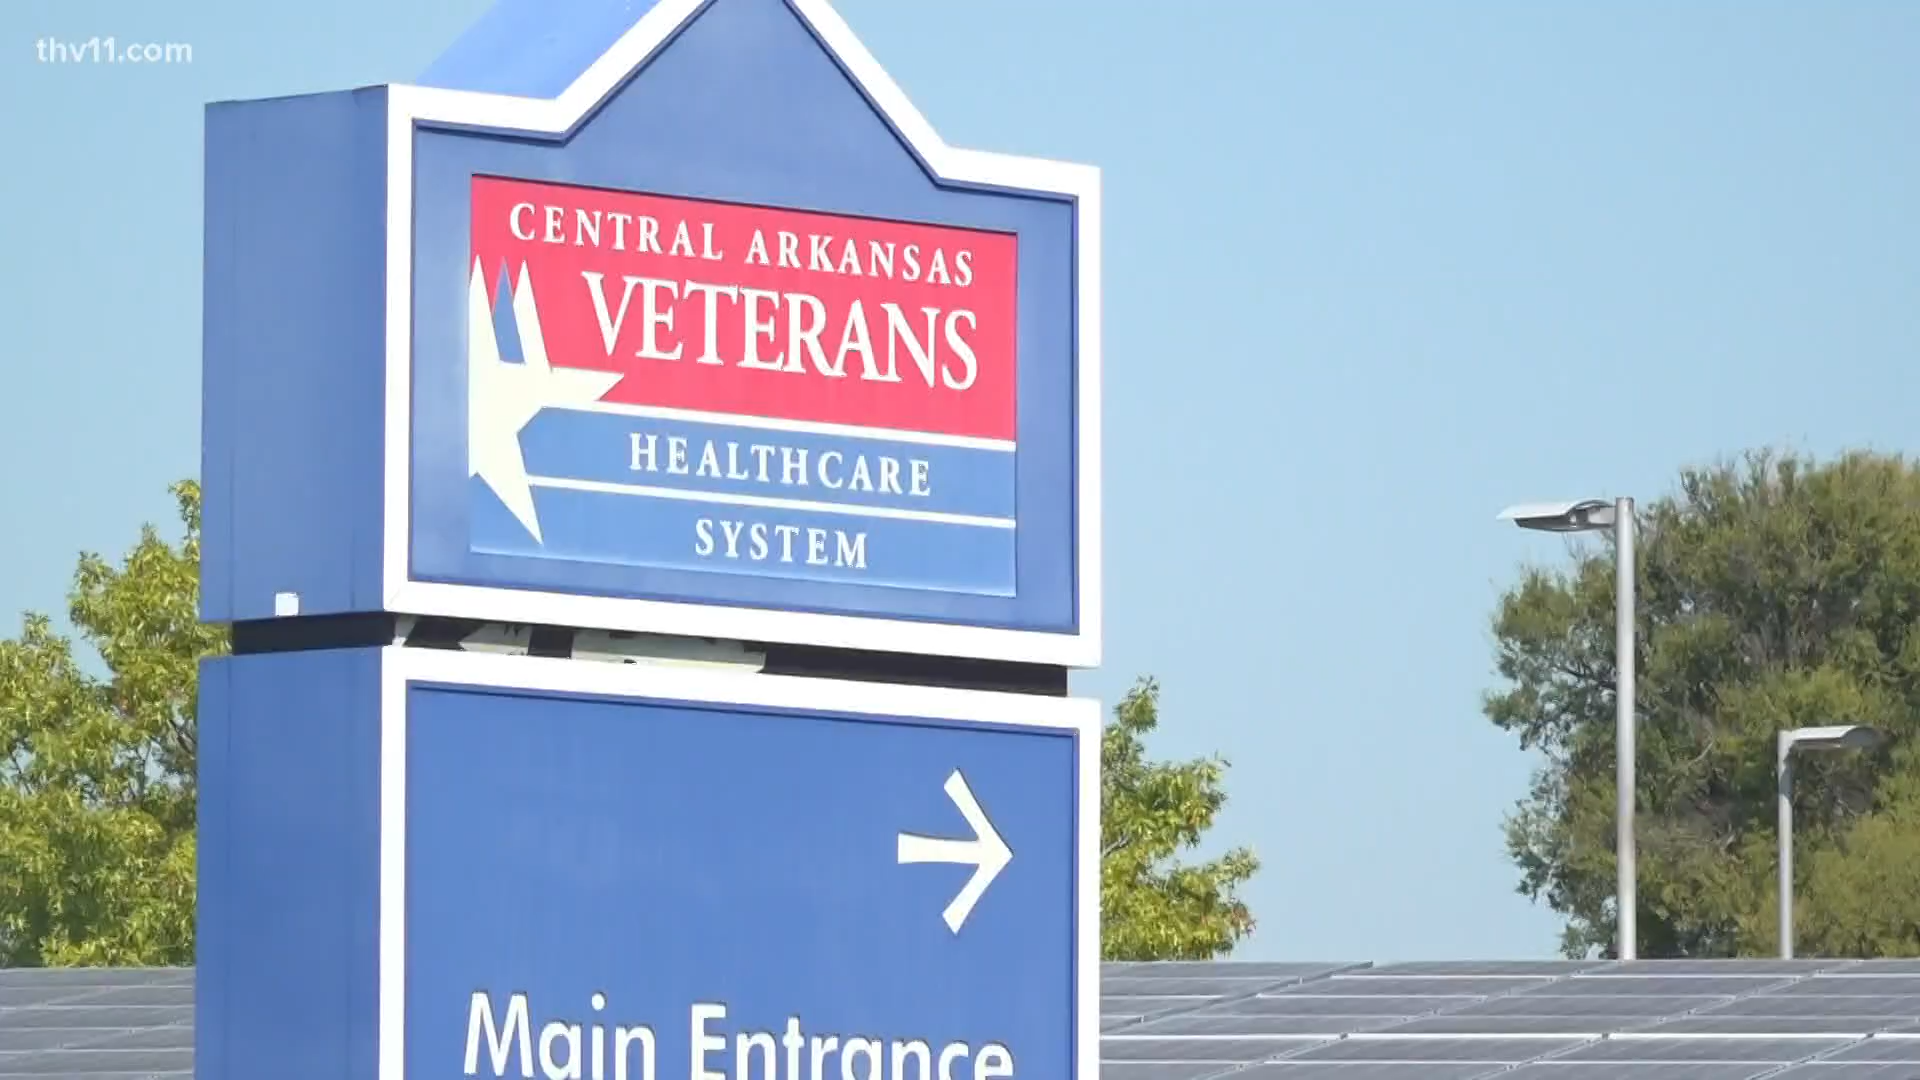 thv11.com
CENTRAL ARKANSAS
VETERANS
HEALTHCARE
SYSTEM
Main Entrance